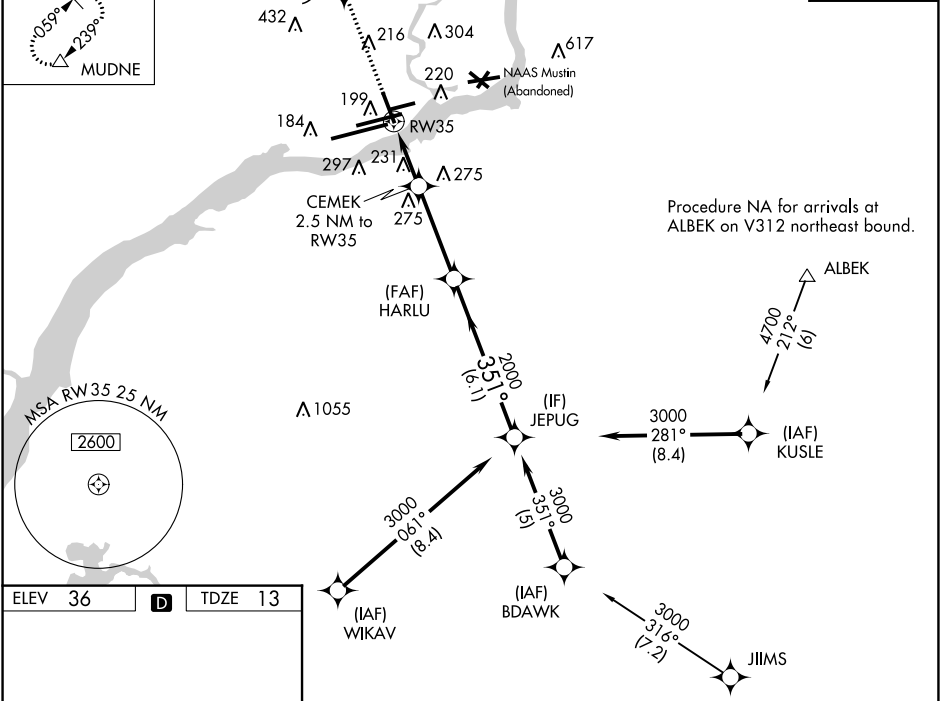 059°
239°
MUDNE
432
216
304
617
NAAS Mustin
(Abandoned)
220
199
184
RW35
297
231
275
CEMEK
2.5 NM to
RW35
275
Procedure NA for arrivals at
ALBEK on V312 northeast bound.
ALBEK
4700
212°
(6)
(FAF)
HARLU
2000
351°
(6.1)
MSA RW35 25 NM
2600
1055
(IF)
JEPUG
3000
281°
(8.4)
(IAF)
KUSLE
3000
061°
(8.4)
3000
351°
(5)
(IAF)
WIKAV
(IAF)
BDAWK
3000
316°
(7.2)
JIIMS
ELEV 36 D TDZE 13